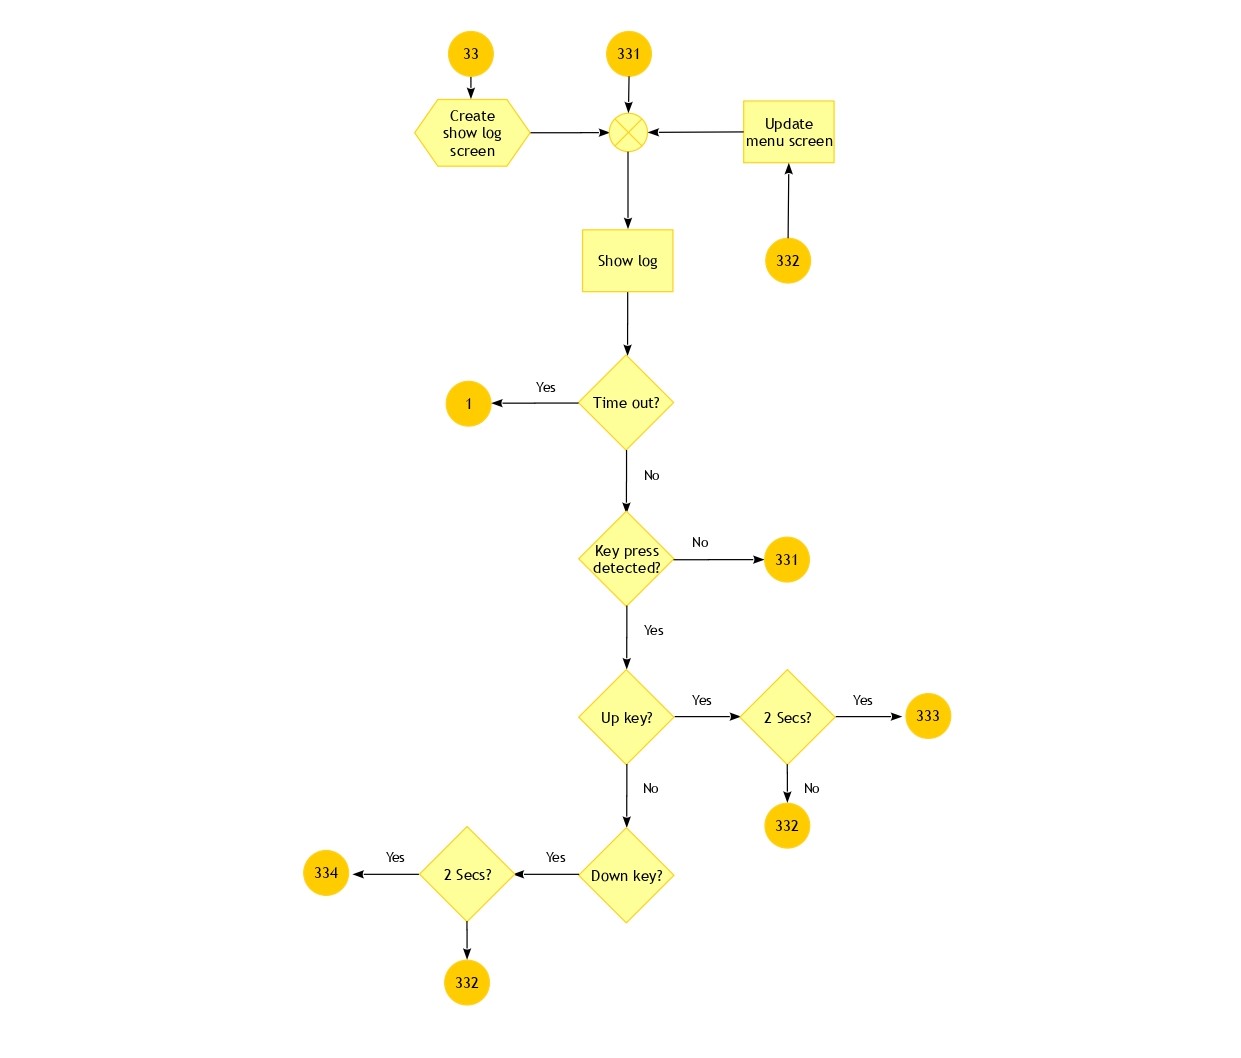 33
331
Create
show log
screen
Update
menu screen
Show log
332
Yes
1
Time out?
No
Key press
detected?
No
331
Yes
Up key?
Yes
2 Secs?
Yes
333
No
No
332
334
Yes
2 Secs?
Yes
Down key?
332